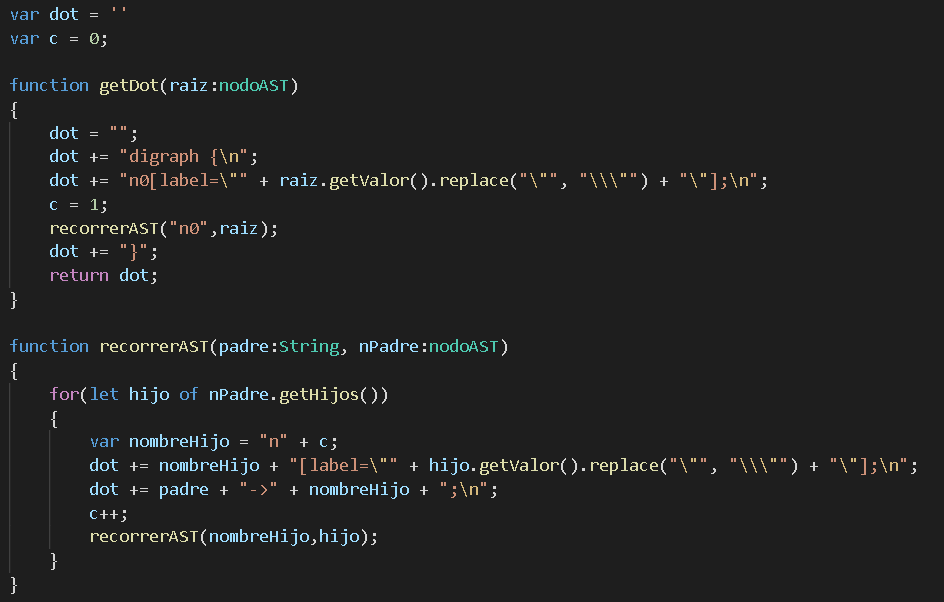 var dot = ''
var c = 0;

function getDot(raiz:nodoAST)
{
    dot = "";
    dot += "digraph {\n";
    dot += "n0[label=\"" + raiz.getValor().replace("\"", "\\\"") + "\"];\n";
    c = 1;
    recorrerAST("n0",raiz);
    dot += "}";
    return dot;
}

function recorrerAST(padre:String, nPadre:nodoAST)
{
    for(let hijo of nPadre.getHijos())
    {
        var nombreHijo = "n" + c;
        dot += nombreHijo + "[label=\"" + hijo.getValor().replace("\"", "\\\"") + "\"];\n";
        dot += padre + "->" + nombreHijo + ";\n";
        c++;
        recorrerAST(nombreHijo,hijo);
    }
}